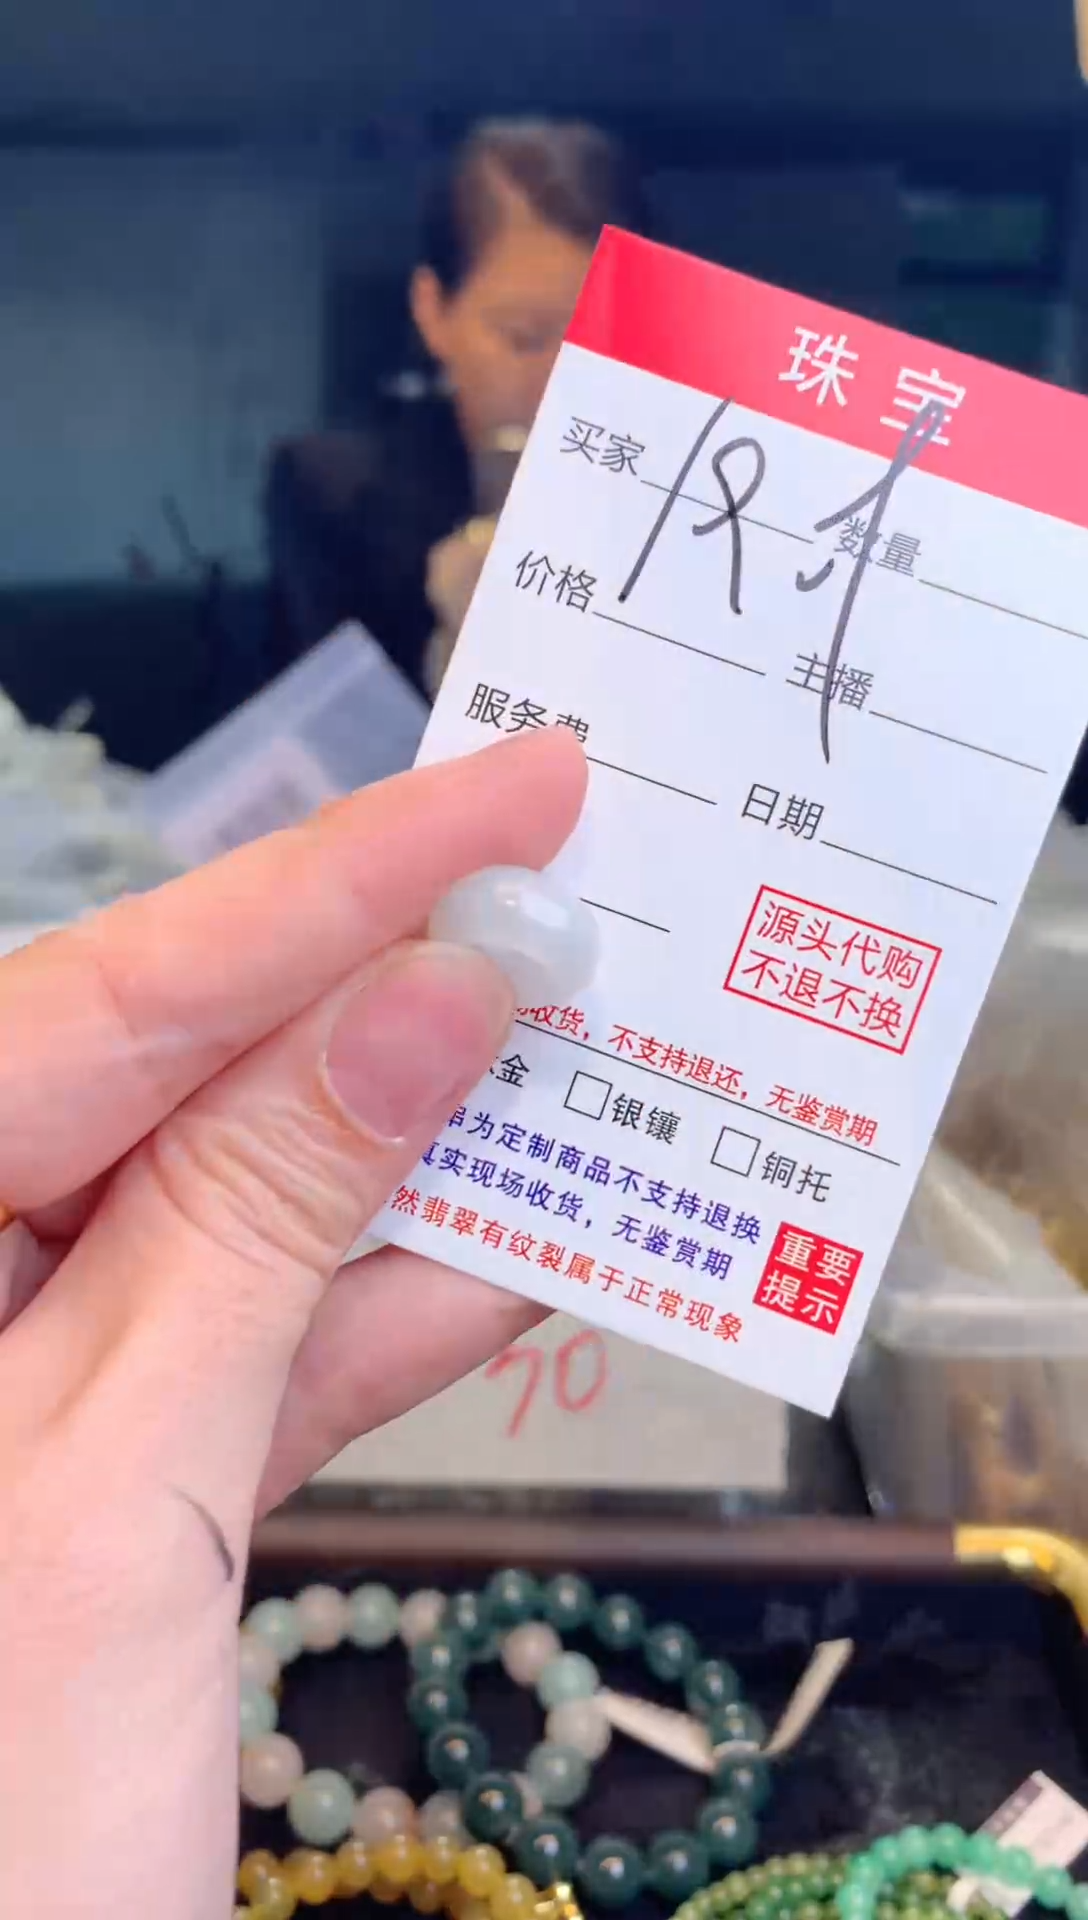 珠宝
买家 数量
价格 主播
服务费
日期
源头代购
不退不换
收货，不支持退还，无鉴赏期
金 □银镶 □铜托
为定制商品不支持退换
真实现场收货，无鉴赏期
然翡翠有纹裂属于正常现象
重要
提示
70